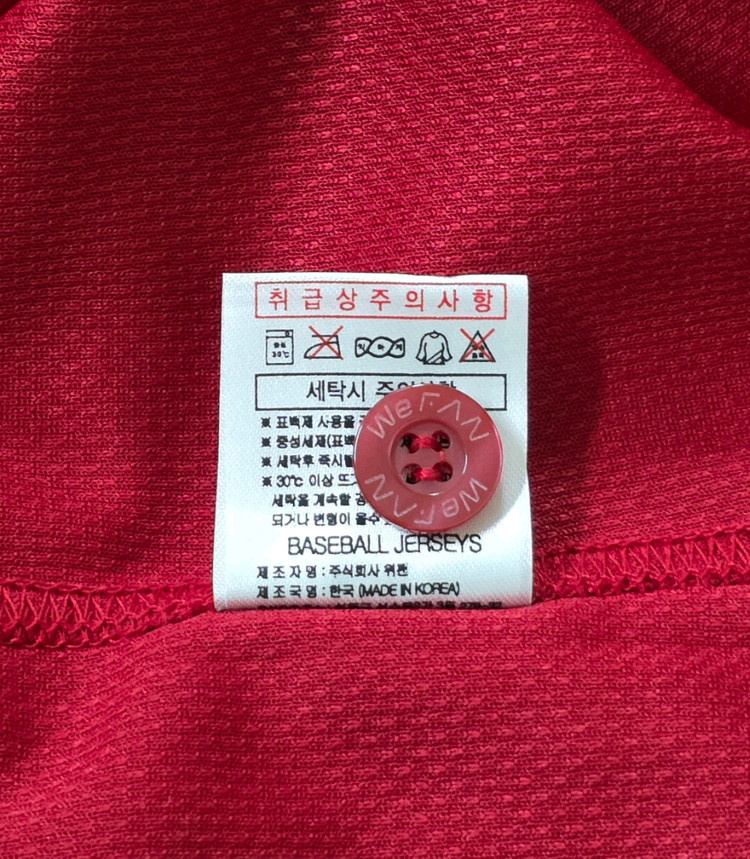 취급상주의사항
30℃
세탁시 주의사항
※ 표백제 사용을
※ 중성세제(표백
※ 세탁후 즉시
※ 30℃ 이상
세탁을 계속할
되거나 변형이 올수
WeFAN
WeFAN
BASEBALL JERSEYS
제조자명 : 주식회사 위팬
제조국명 : 한국 (MADE IN KOREA)